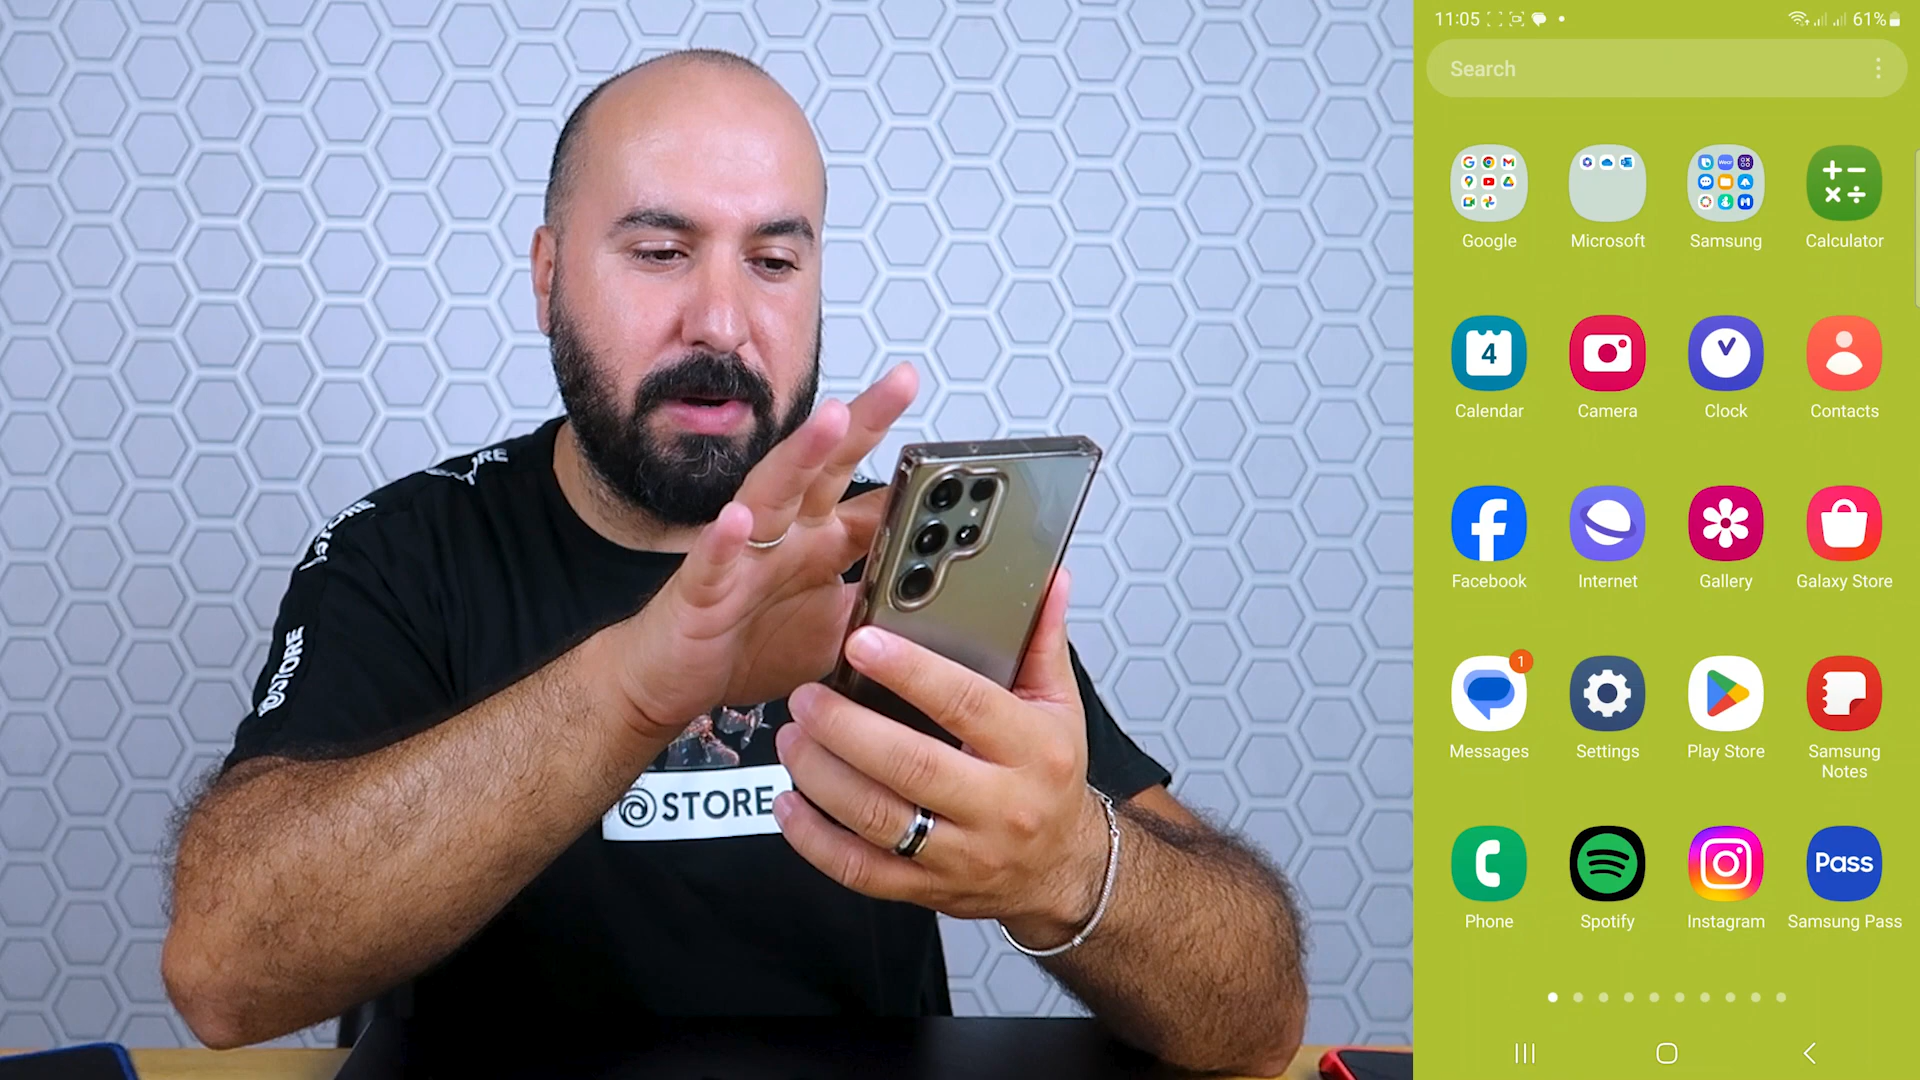 11:05
61%
Search
Google
Microsoft
Samsung
Calculator
4
Calendar
Camera
Clock
Contacts
Facebook
Internet
Gallery
Galaxy Store
1
Messages
Settings
Play Store
Samsung
Notes
Pass
Phone
Spotify
Instagram
Samsung Pass
STORE
STORE